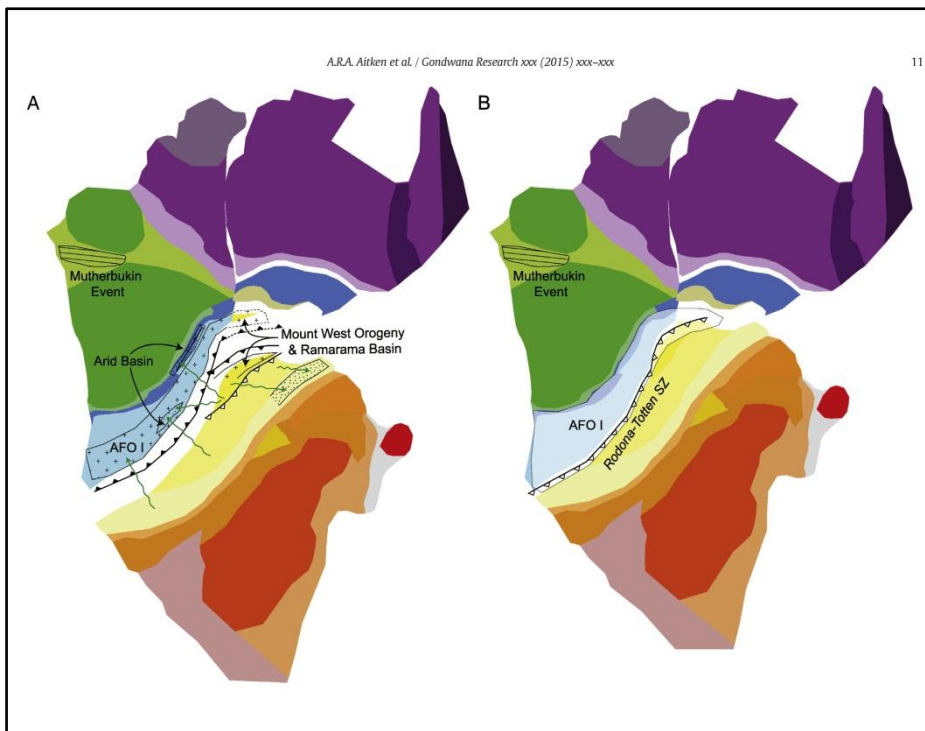 A.R.A. Aitken et al. / Gondwana Research xxx (2015) xxx–xxx
11
A
Mutherbukin
Event
Arid Basin
Mount West Orogeny
& Ramarama Basin
AFO I
B
Mutherbukin
Event
AFO I
Rodona-Totten SZ